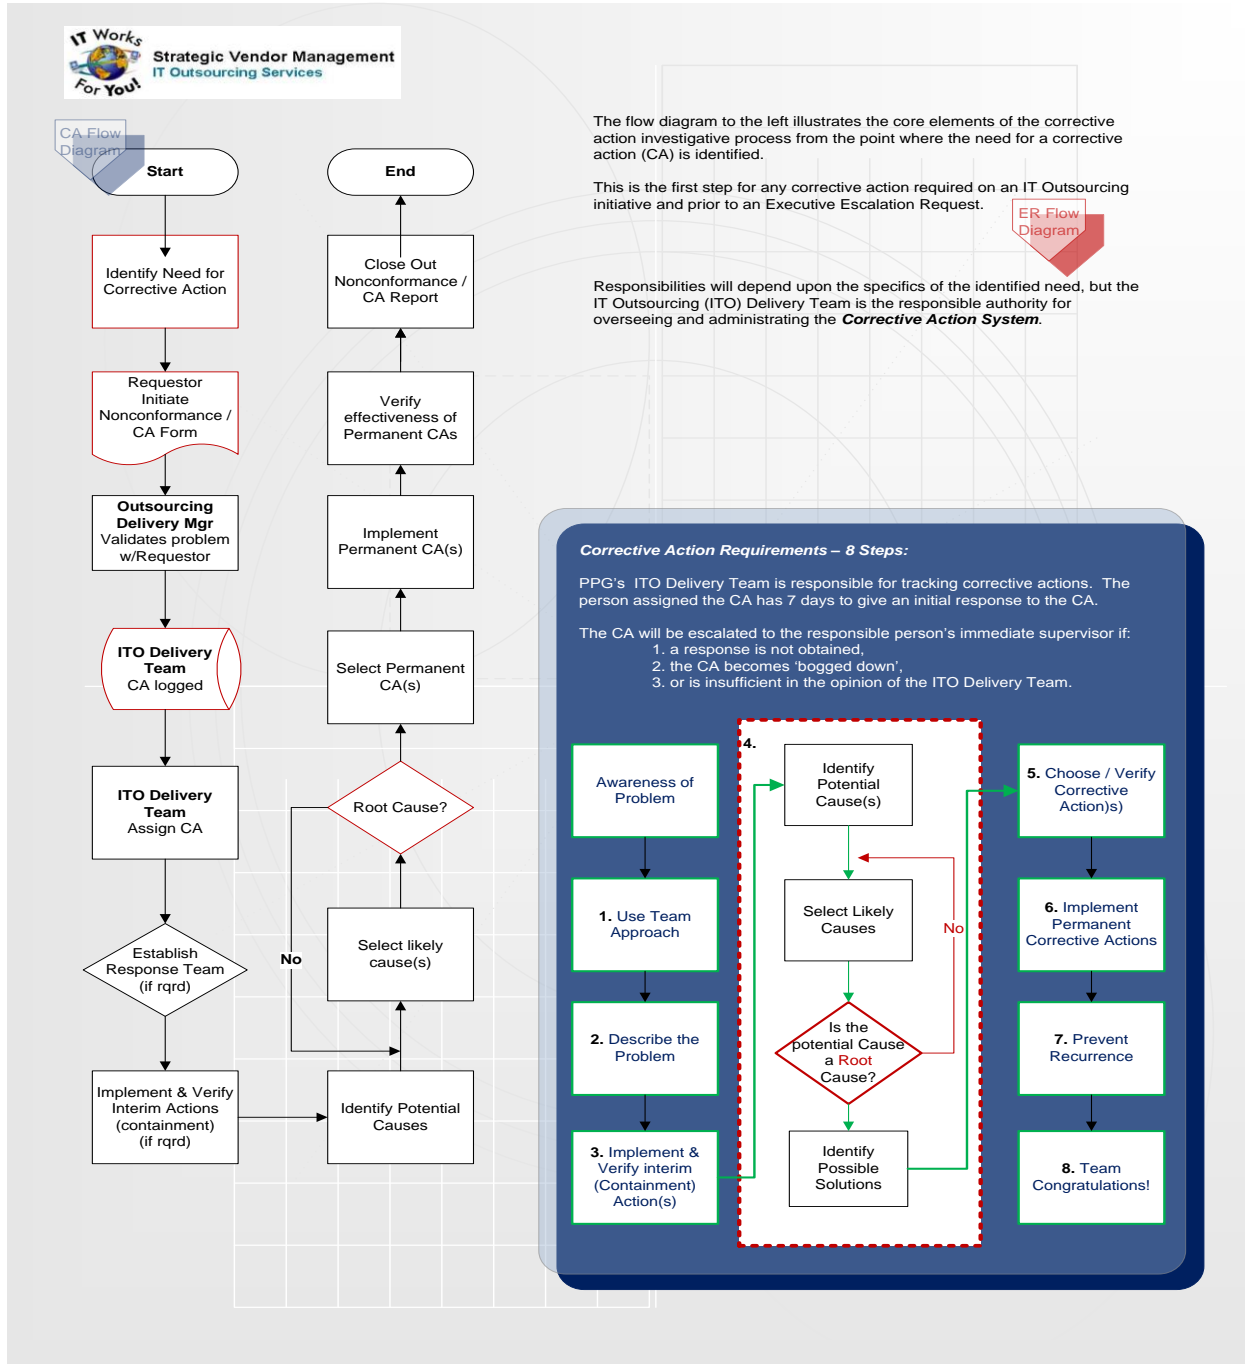 IT Works
For You!
Strategic Vendor Management
IT Outsourcing Services
CA Flow
Diagram
Start
Identify Need for
Corrective Action
Requestor
Initiate
Nonconformance /
CA Form
Outsourcing
Delivery Mgr
Validates problem
w/Requestor
ITO Delivery
Team
CA logged
ITO Delivery
Team
Assign CA
Establish
Response Team
(if rqrd)
Implement & Verify
Interim Actions
(containment)
(if rqrd)
End
Close Out
Nonconformance /
CA Report
Verify
effectiveness of
Permanent CAs
Implement
Permanent CA(s)
Select Permanent
CA(s)
Root Cause?
No
Select likely
cause(s)
Identify Potential
Causes
The flow diagram to the left illustrates the core elements of the corrective
action investigative process from the point where the need for a corrective
action (CA) is identified.
This is the first step for any corrective action required on an IT Outsourcing
initiative and prior to an Executive Escalation Request.
ER Flow
Diagram
Responsibilities will depend upon the specifics of the identified need, but the
IT Outsourcing (ITO) Delivery Team is the responsible authority for
overseeing and administrating the Corrective Action System.
Corrective Action Requirements – 8 Steps:
PPG's  ITO Delivery Team is responsible for tracking corrective actions.  The
person assigned the CA has 7 days to give an initial response to the CA.
The CA will be escalated to the responsible person's immediate supervisor if:
1. a response is not obtained,
2. the CA becomes 'bogged down',
3. or is insufficient in the opinion of the ITO Delivery Team.
Awareness of
Problem
1. Use Team
Approach
2. Describe the
Problem
3. Implement &
Verify interim
(Containment)
Action(s)
4.
Identify
Potential
Cause(s)
Select Likely
Causes
No
Is the
potential Cause
a Root
Cause?
Identify
Possible
Solutions
5. Choose / Verify
Corrective
Action)s)
6. Implement
Permanent
Corrective Actions
7. Prevent
Recurrence
8. Team
Congratulations!